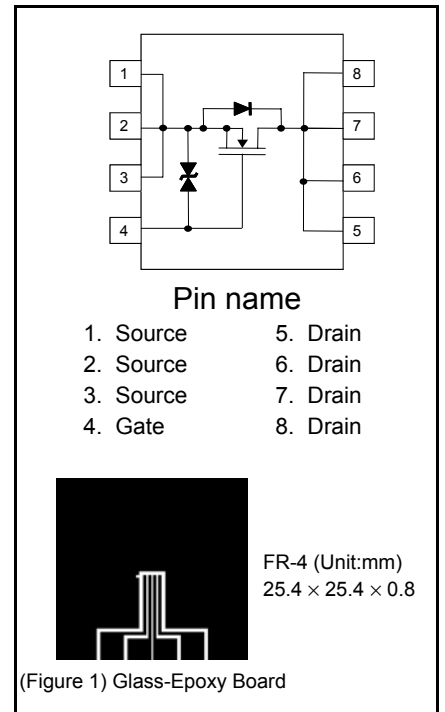 1
2
3
4
8
7
6
5
Pin name
1. Source
2. Source
3. Source
4. Gate
5. Drain
6. Drain
7. Drain
8. Drain
FR-4 (Unit:mm)
25.4 × 25.4 × 0.8
(Figure 1) Glass-Epoxy Board